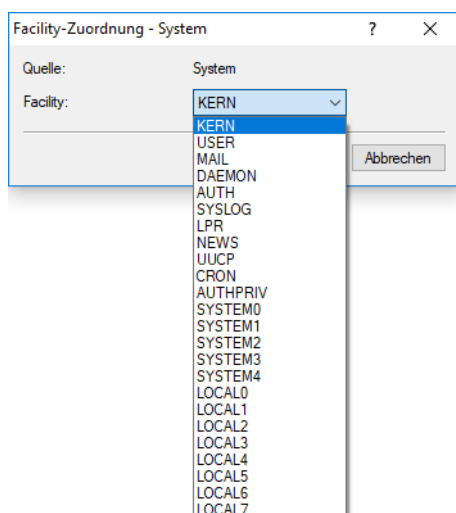 Facility-Zuordnung - System ?
Quelle: System
Facility: KERN
KERN
USER
MAIL
Abbrechen
DAEMON
AUTH
SYSLOG
LPR
NEWS
UUCP
CRON
AUTHPRIV
SYSTEM0
SYSTEM1
SYSTEM2
SYSTEM3
SYSTEM4
LOCAL0
LOCAL1
LOCAL2
LOCAL3
LOCAL4
LOCAL5
LOCAL6
LOCAL7